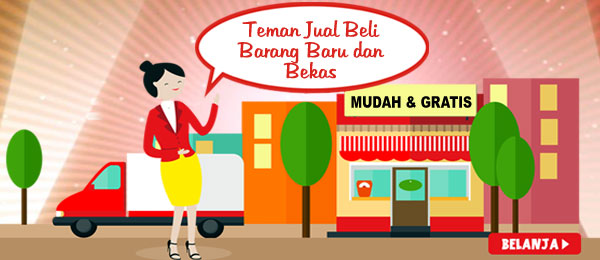 Teman Jual Beli
Barang Baru dan
Bekas
MUDAH & GRATIS
BELANJA